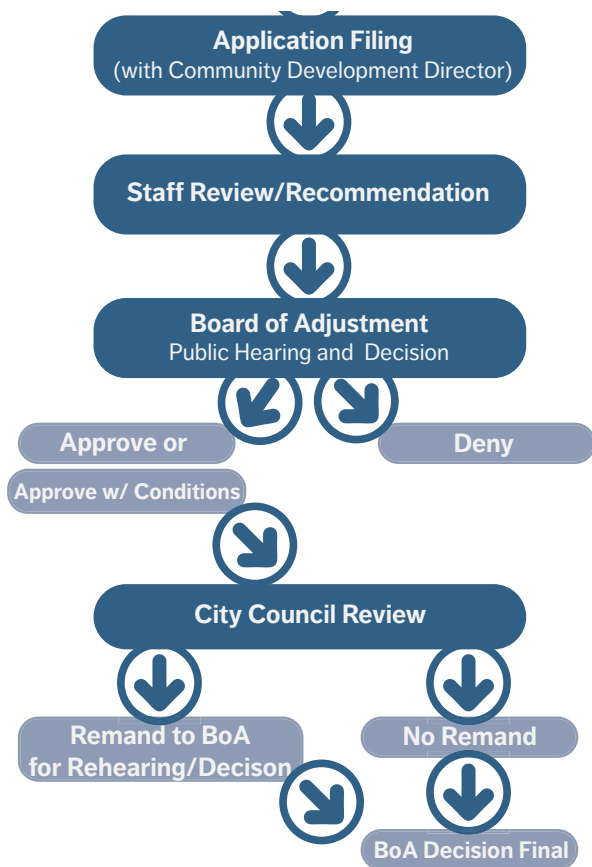 Application Filing
(with Community Development Director)
Staff Review/Recommendation
Board of Adjustment
Public Hearing and Decision
Approve or
Deny
Approve w/ Conditions
City Council Review
Remand to BoA
for Rehearing/Decison
No Remand
BoA Decision Final